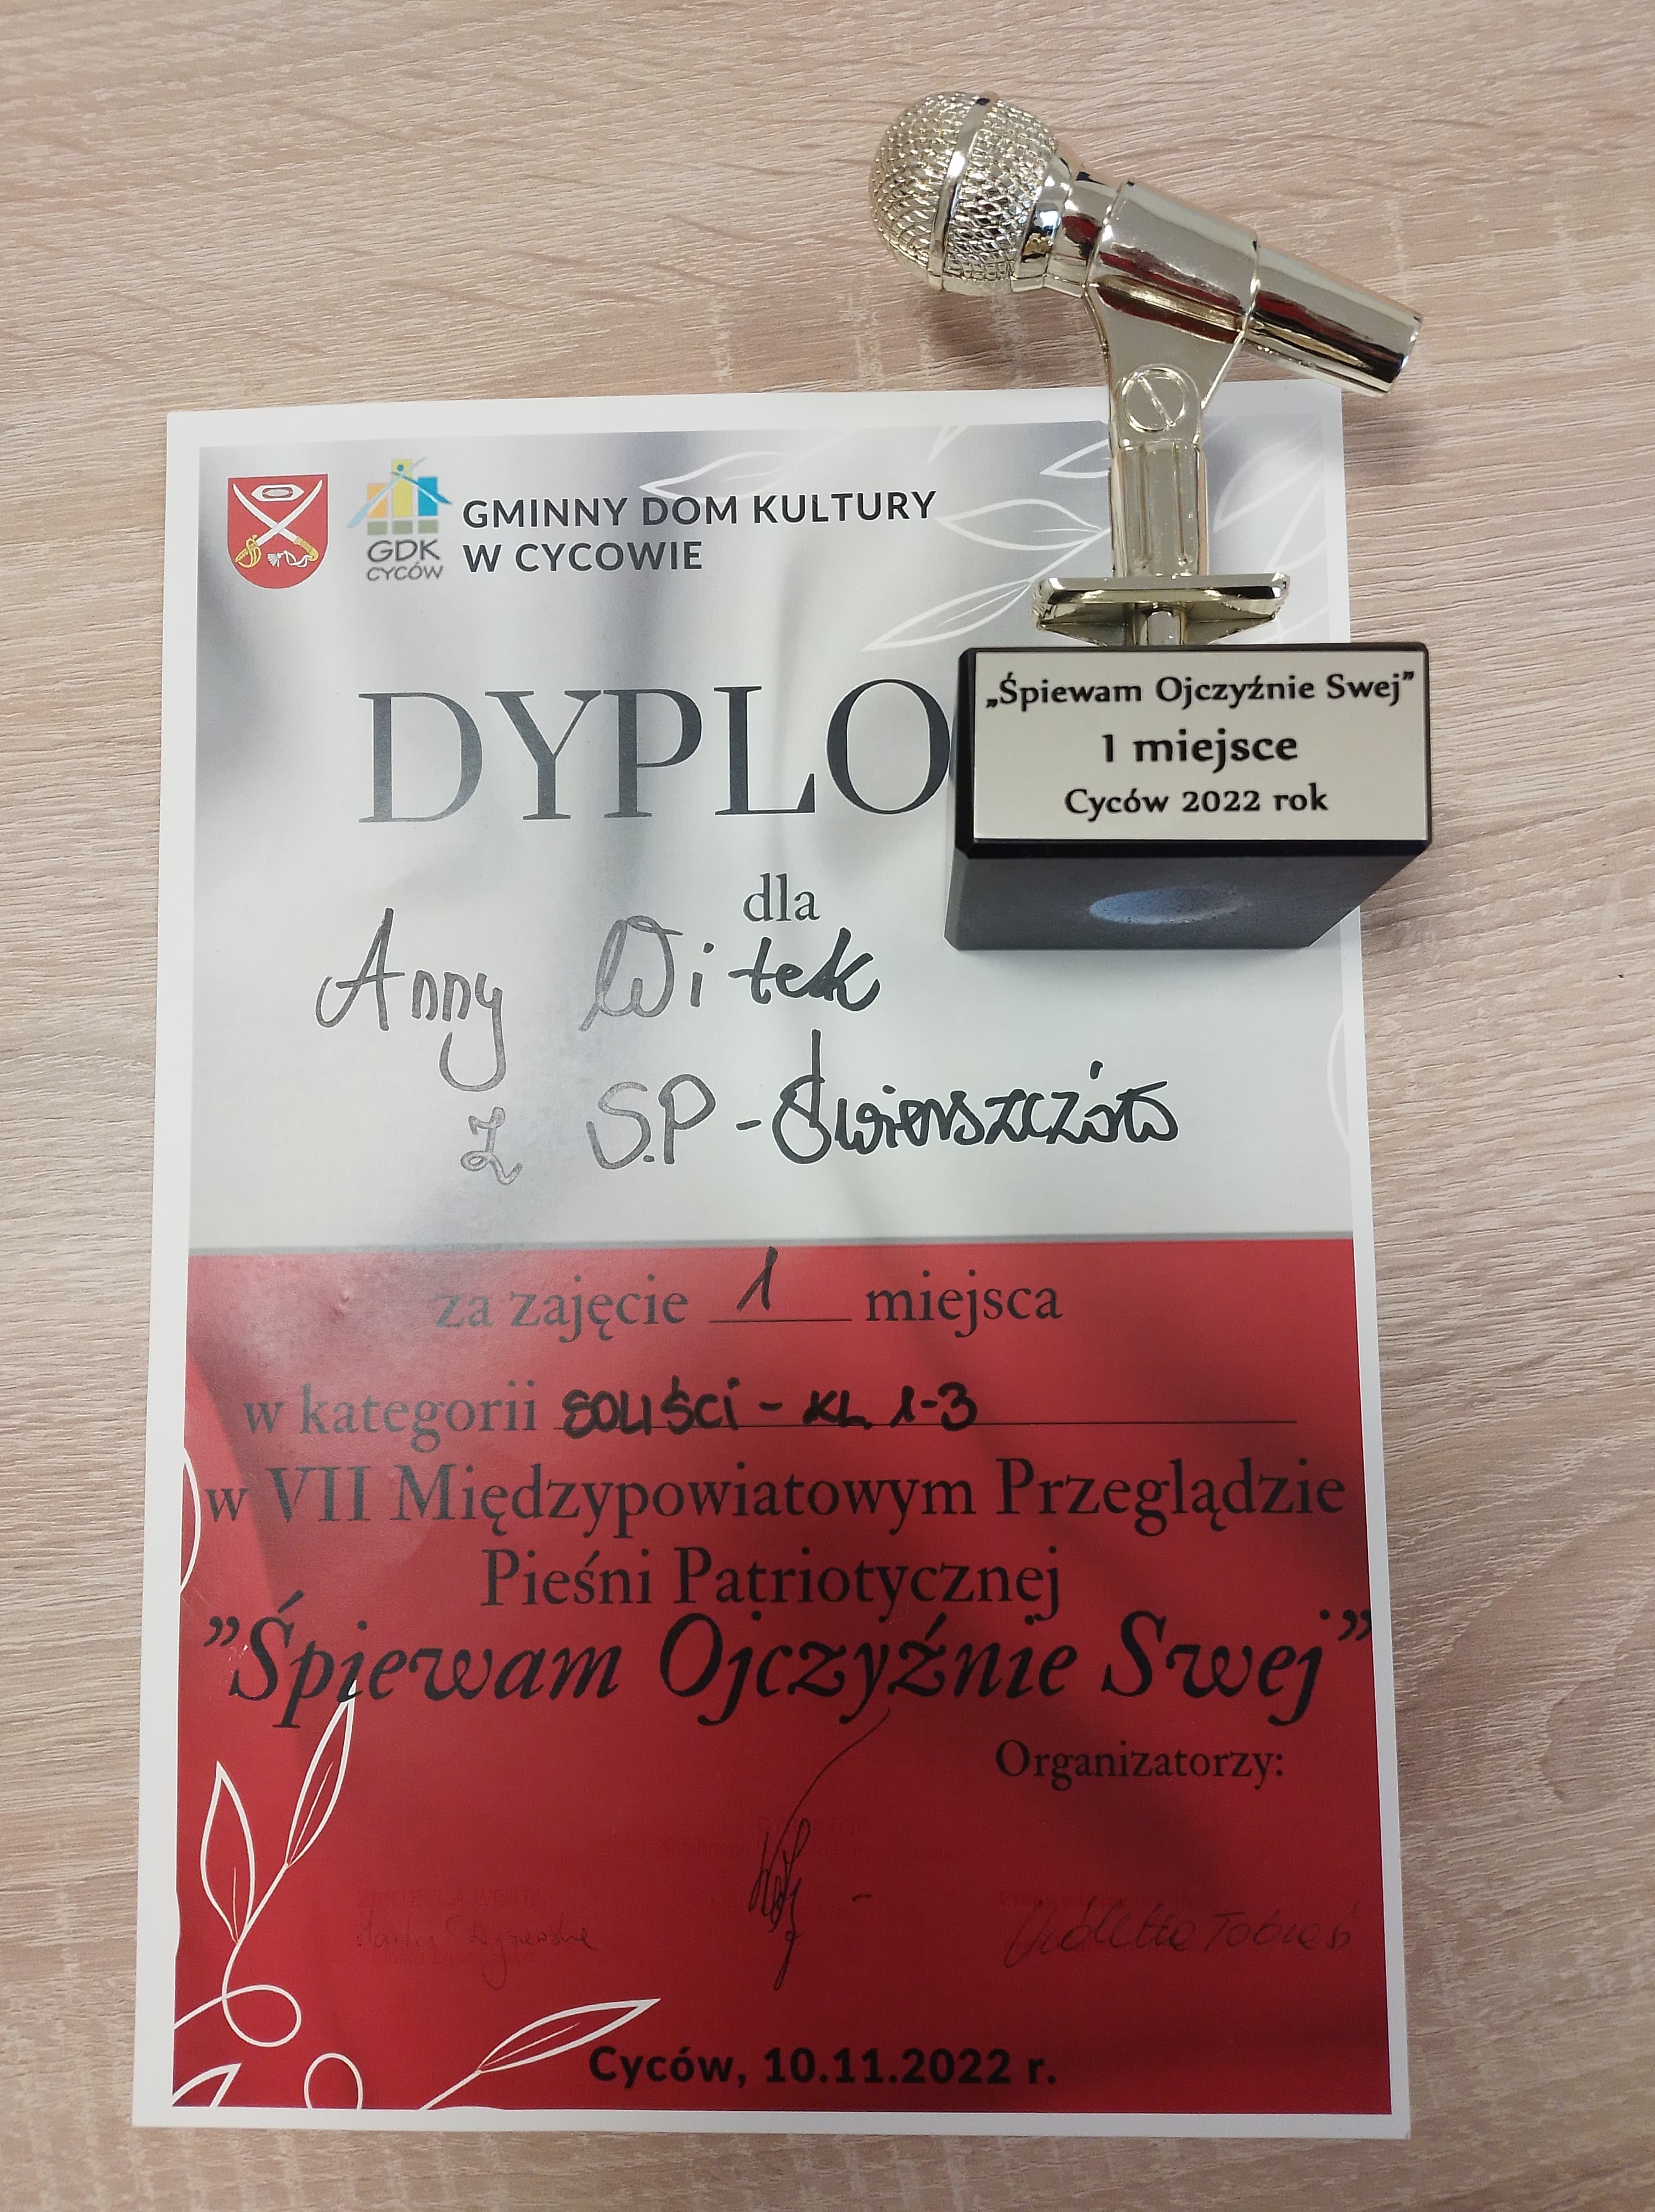 GMINNY DOM KULTURY
W CYCOWIE
GDK
CYCÓW
DYPLO
„Śpiewam Ojczyźnie Swej”
1 miejsce
Cyców 2022 rok
dla
Anny Witek
z S.P - Świerszczów
za zajęcie 1 miejsca
w kategorii SOLIŚCI - KL 1-3
w VII Międzypowiatowym Przeglądzie
Pieśni Patriotycznej
”Śpiewam Ojczyźnie Swej”
Organizatorzy:
Violetta
Cyców, 10.11.2022 r.